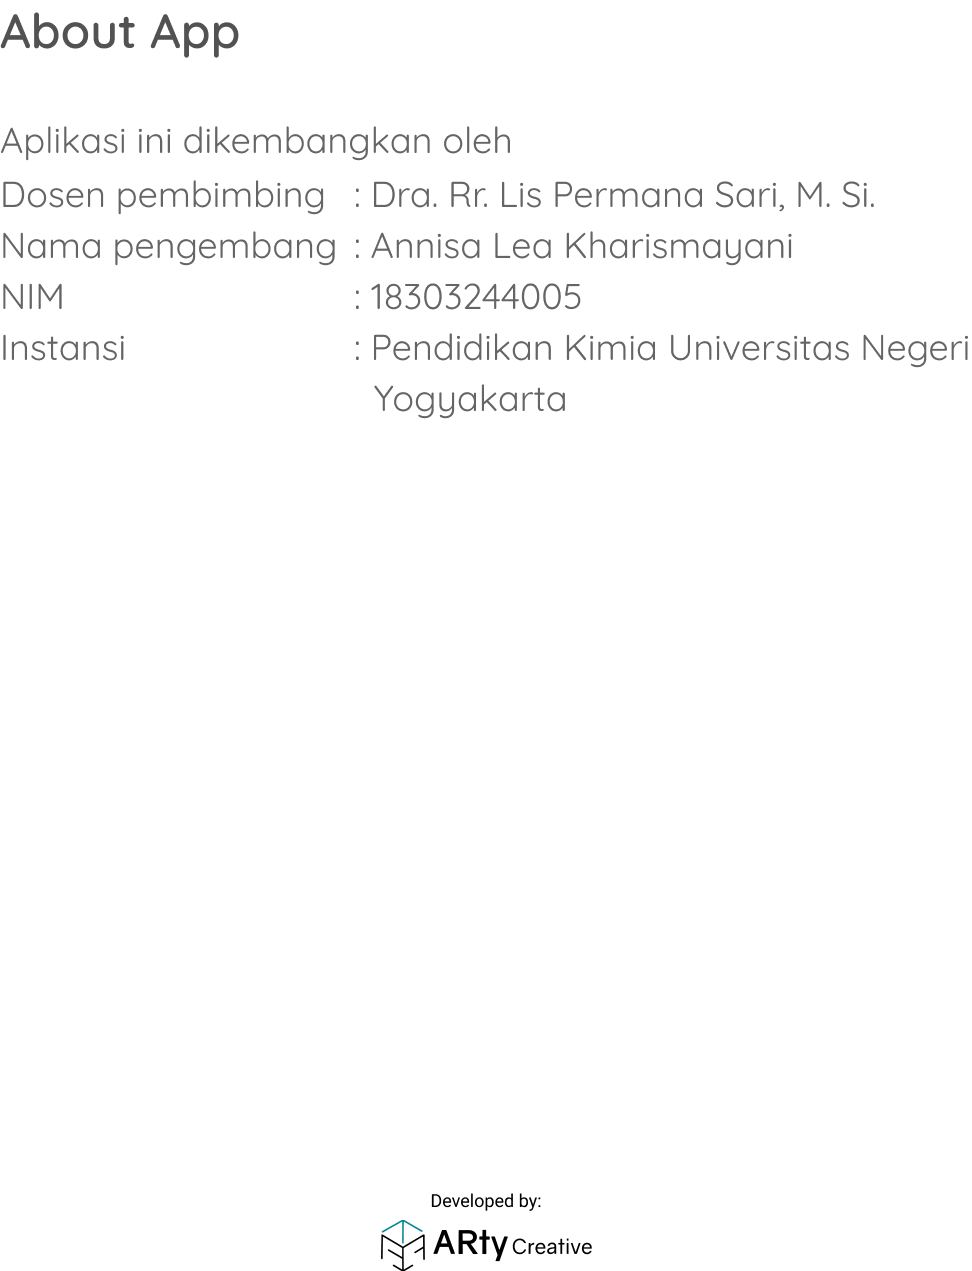 About App
Aplikasi ini dikembangkan oleh
Dosen pembimbing : Dra. Rr. Lis Permana Sari, M. Si.
Nama pengembang : Annisa Lea Kharismayani
NIM : 18303244005
Instansi : Pendidikan Kimia Universitas Negeri
Yogyakarta
Developed by:
ARty Creative